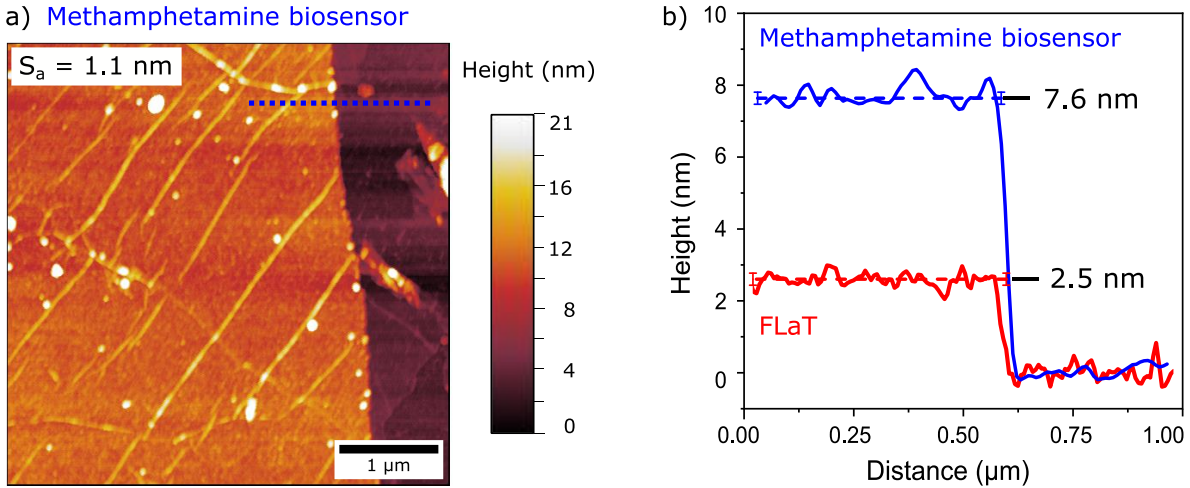 a) Methamphetamine biosensor
Sa = 1.1 nm
Height (nm)
21
20
16
12
8
4
0
1 µm
b)
Methamphetamine biosensor
7.6 nm
2.5 nm
FLaT
Height (nm)
10
8
6
4
2
0
0.00
0.25
0.50
0.75
1.00
Distance (µm)